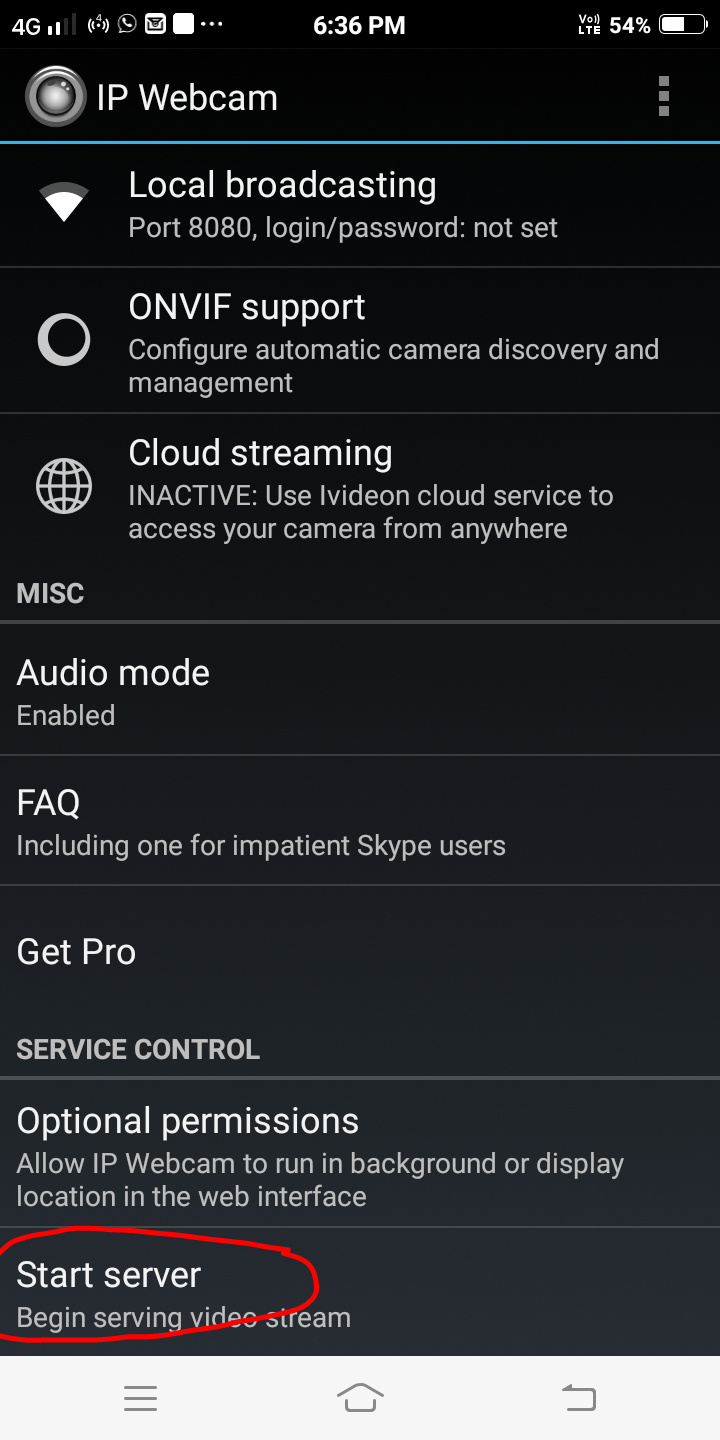 4G 6:36 PM Vo)) LTE 54%
IP Webcam
Local broadcasting
Port 8080, login/password: not set
ONVIF support
Configure automatic camera discovery and
management
Cloud streaming
INACTIVE: Use Ivideon cloud service to
access your camera from anywhere
MISC
Audio mode
Enabled
FAQ
Including one for impatient Skype users
Get Pro
SERVICE CONTROL
Optional permissions
Allow IP Webcam to run in background or display
location in the web interface
Start server
Begin serving video stream